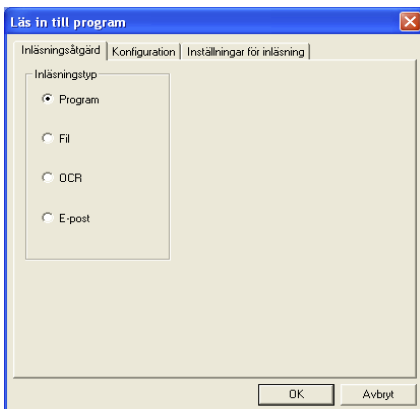 Läs in till program
Inläsningsåtgärd Konfiguration Inställningar för inläsning
Inläsningstyp
Program
Fil
OCR
E-post
OK Avbryt